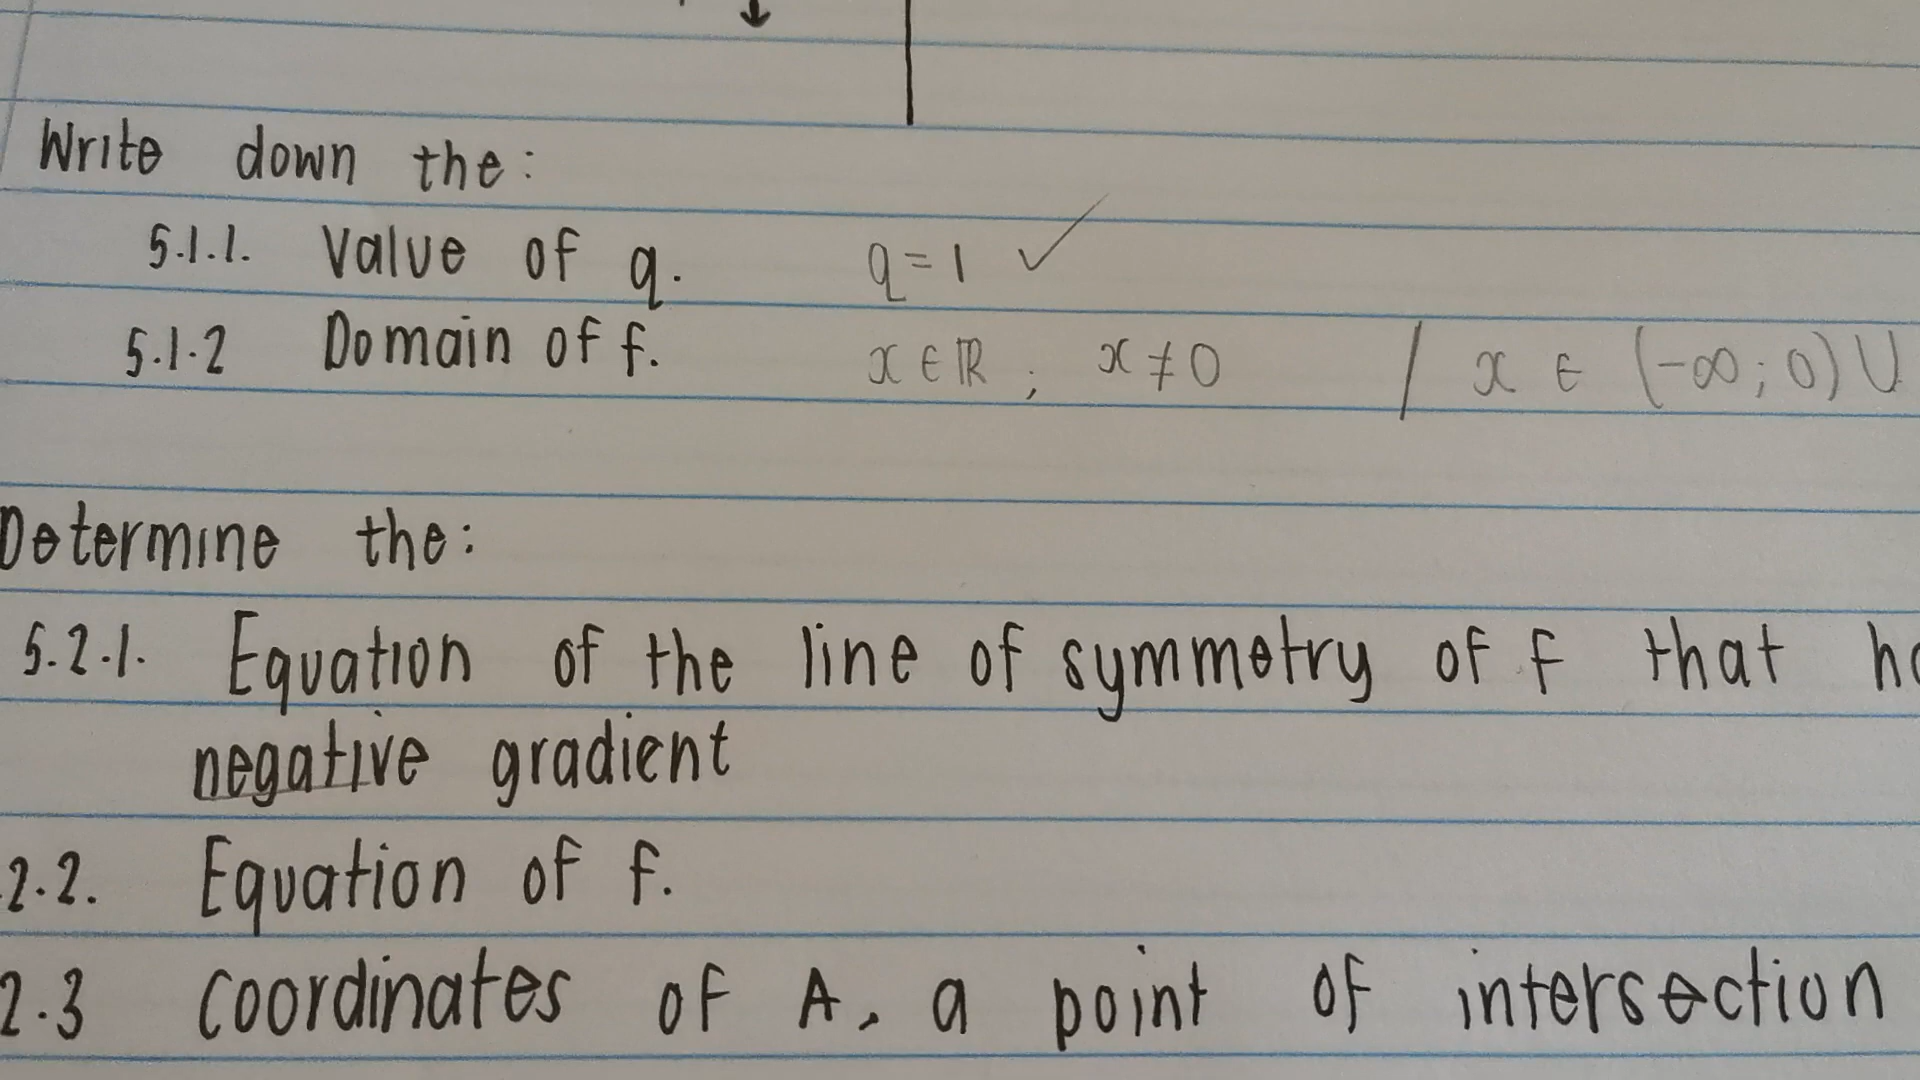 Write down the:
5.1.1. Value of q. q = 1 ✓
5.1.2 Domain of f. x ∈ ℝ ; x ≠ 0 / x ∈ (-∞ ; 0) ∪
Determine the:
5.2.1. Equation of the line of symmetry of f that
negative gradient
2.2. Equation of f.
2.3 Coordinates of A, a point of intersection